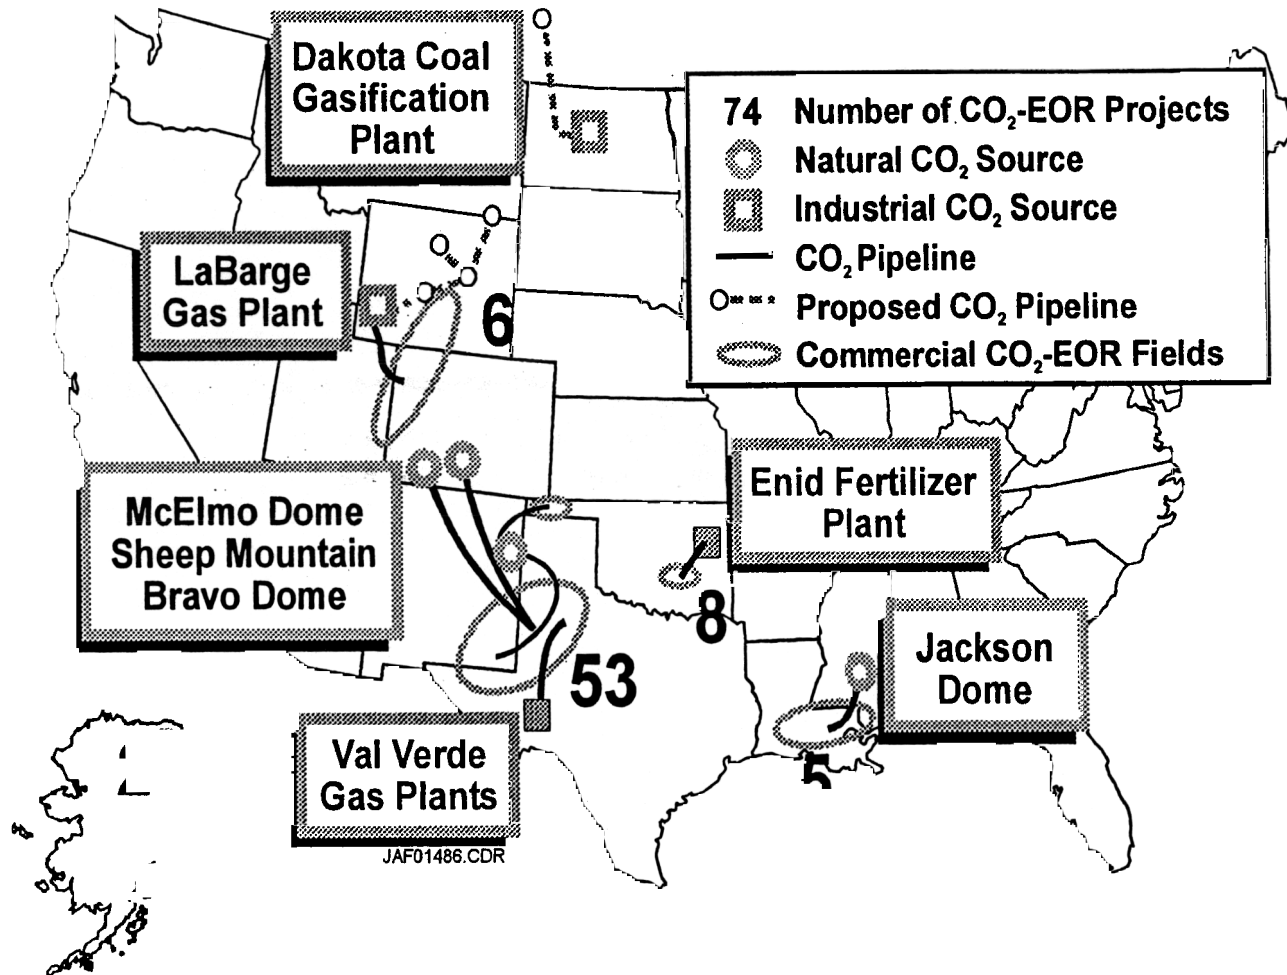 Dakota Coal
Gasification
Plant
74 Number of CO₂-EOR Projects
Natural CO₂ Source
Industrial CO₂ Source
CO₂ Pipeline
Proposed CO₂ Pipeline
Commercial CO₂-EOR Fields
LaBarge
Gas Plant
6
McElmo Dome
Sheep Mountain
Bravo Dome
Enid Fertilizer
Plant
8
53
Jackson
Dome
5
Val Verde
Gas Plants
JAF01486.CDR